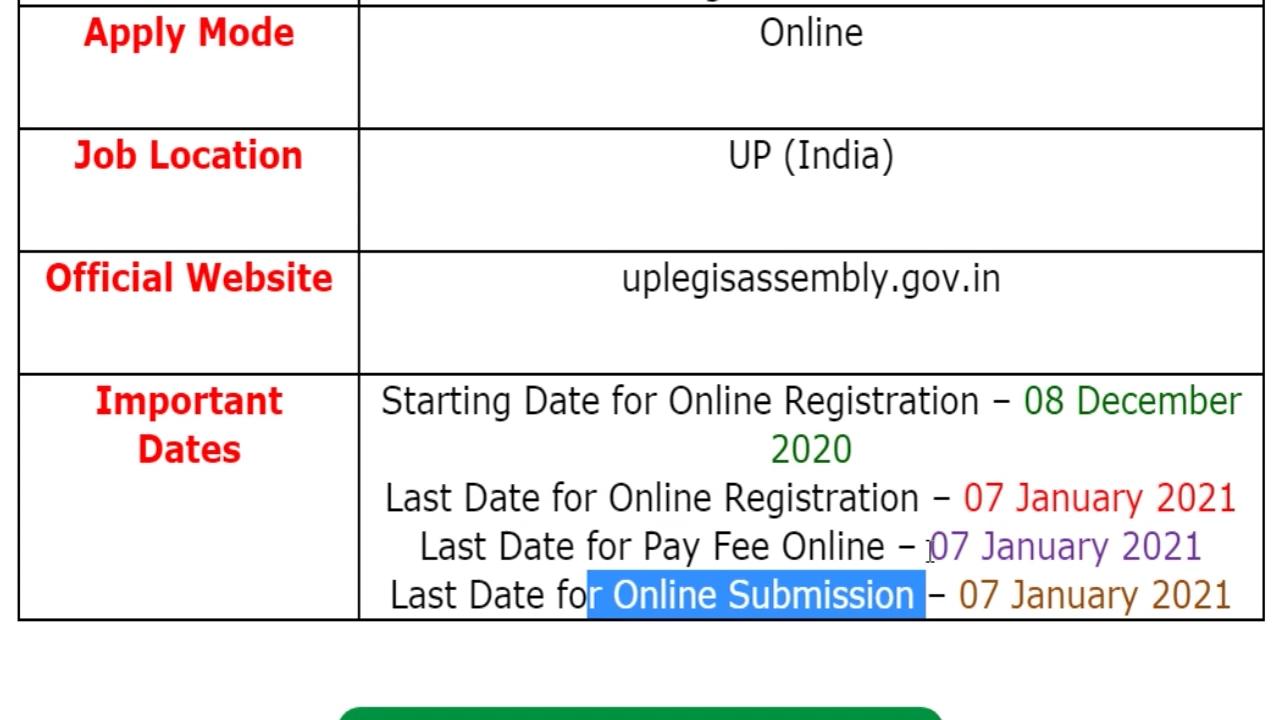 Apply Mode
Online
Job Location
UP (India)
Official Website
uplegisassembly.gov.in
Important
Dates
Starting Date for Online Registration – 08 December
2020
Last Date for Online Registration – 07 January 2021
Last Date for Pay Fee Online – 07 January 2021
Last Date for Online Submission – 07 January 2021